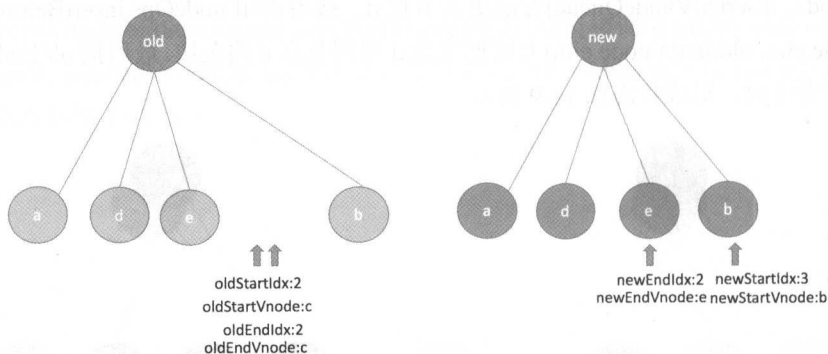 old
new
a
d
e
b
a
d
e
b
oldStartIdx:2
oldStartVnode:c
oldEndIdx:2
oldEndVnode:c
newEndIdx:2 newStartIdx:3
newEndVnode:e newStartVnode:b